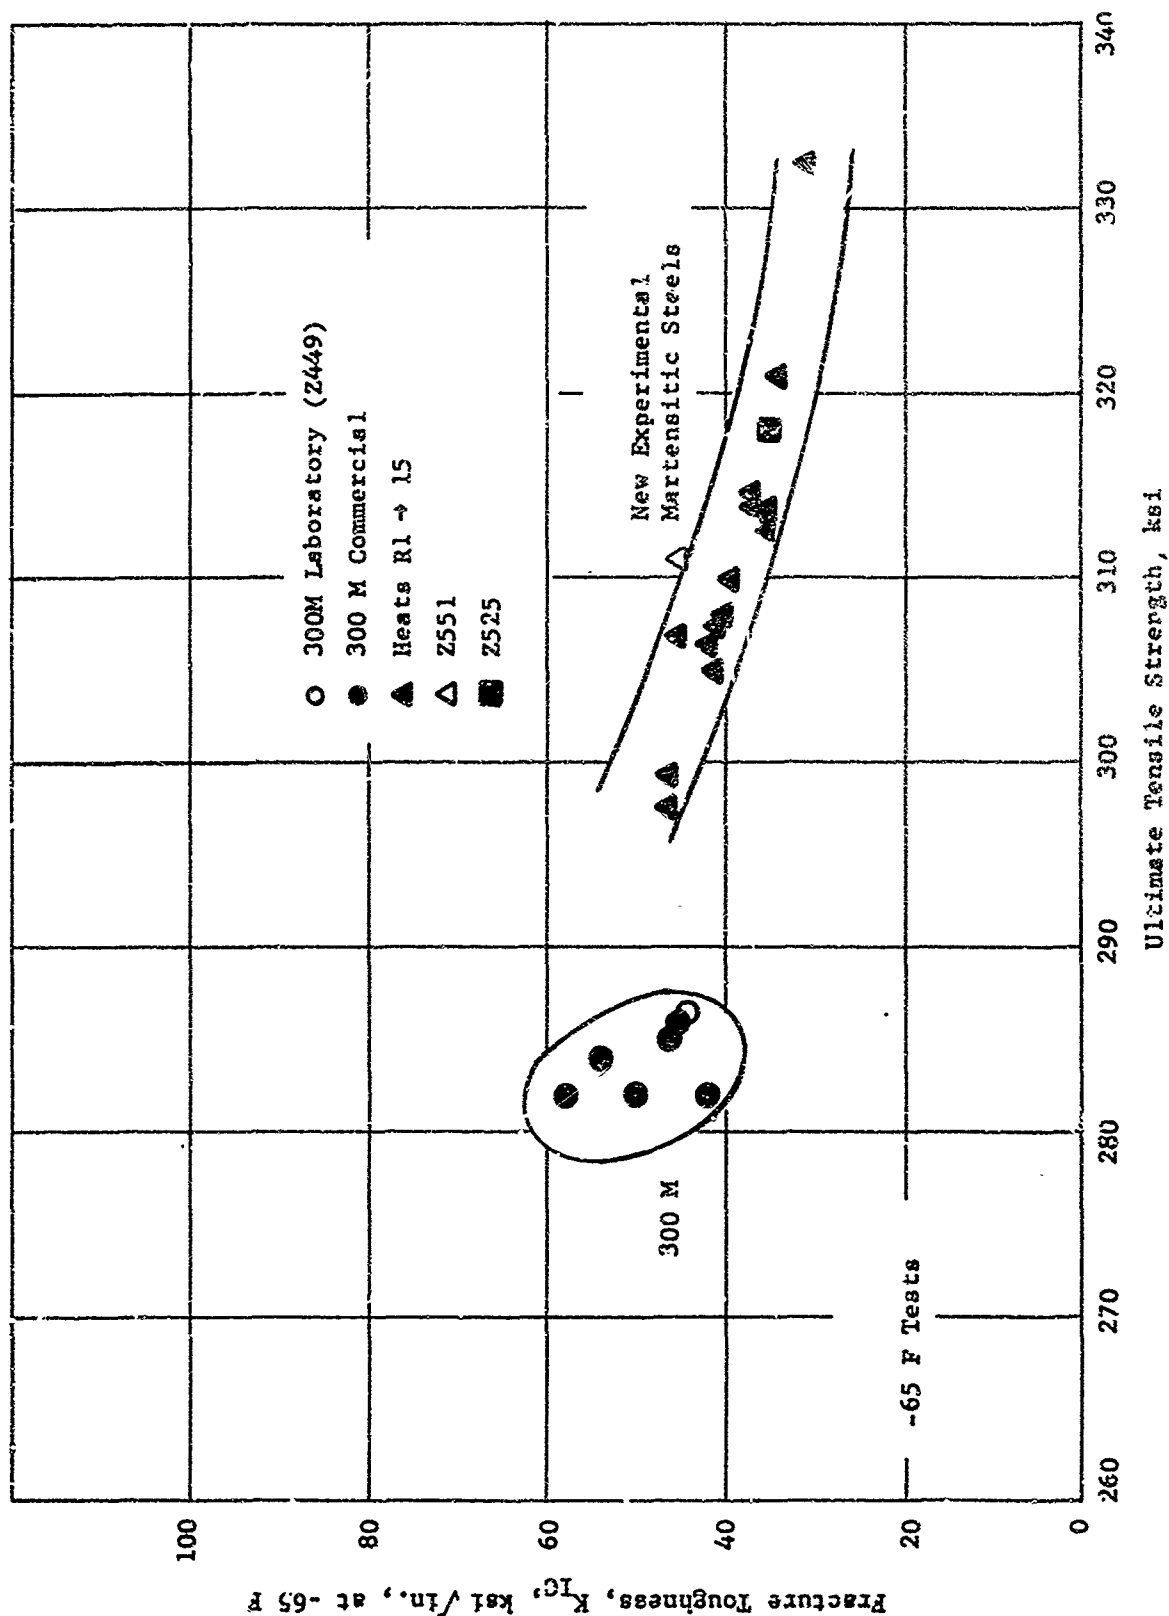 Fracture Toughness, K_IC, ksi √in., at -65 F
100
80
60
40
20
0
○ 300M Laboratory (Z449)
● 300 M Commercial
▲ Heats R1 → 15
△ Z551
■ Z525
New Experimental
Martensitic Steels
300 M
-65 F Tests
260 270 280 290 300 310 320 330 340
Ultimate Tensile Strength, ksi